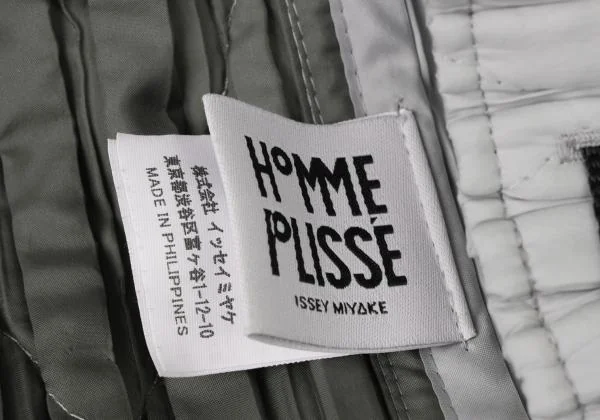 HOMME
PLISSÉ
ISSEY MIYAKE
株式会社 イッセイミヤケ
東京都渋谷区富ヶ谷1-12-10
MADE IN PHILIPPINES